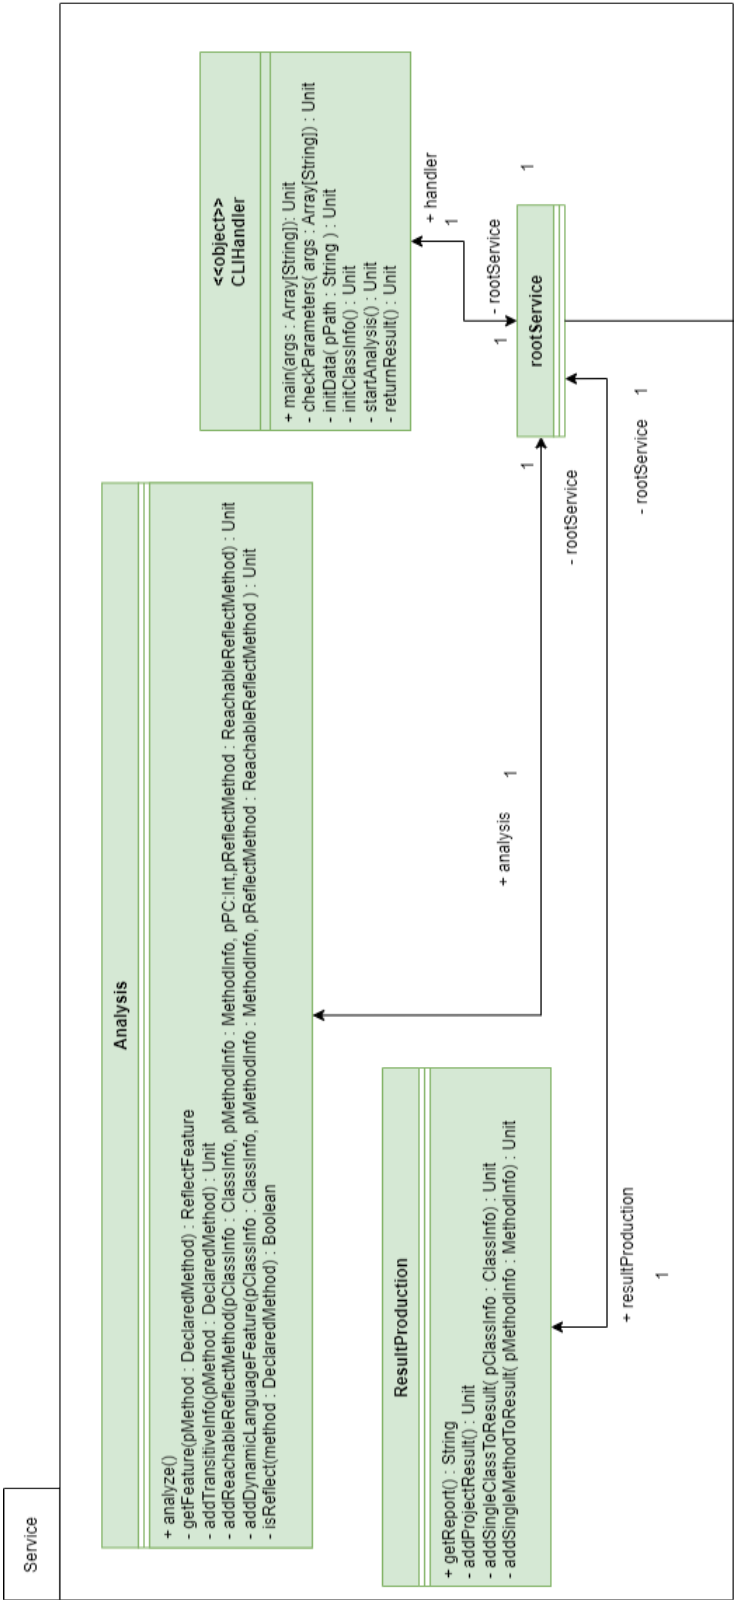 Service
Analysis
+ analyze()
- getFeature(pMethod : DeclaredMethod) : ReflectFeature
- addTransitiveInfo(pMethod : DeclaredMethod) : Unit
- addReachableReflectMethod(pClassInfo : ClassInfo, pMethodInfo : MethodInfo, pPC:Int,pReflectMethod : ReachableReflectMethod) : Unit
- addDynamicLanguageFeature(pClassInfo : ClassInfo, pMethodInfo : MethodInfo, pReflectMethod : ReachableReflectMethod ) : Unit
- isReflect(method : DeclaredMethod) : Boolean
<<object>>
CLIHandler
+ main(args : Array[String]): Unit
- checkParameters( args : Array[String]) : Unit
- initData( pPath : String ) : Unit
- initClassInfo() : Unit
- startAnalysis() : Unit
- returnResult() : Unit
ResultProduction
+ getReport() : String
- addProjectResult() : Unit
- addSingleClassToResult( pClassInfo : ClassInfo) : Unit
- addSingleMethodToResult( pMethodInfo : MethodInfo) : Unit
+ handler
1
- rootService
1
rootService
1
+ analysis
1
1
- rootService
+ resultProduction
1
- rootService
1